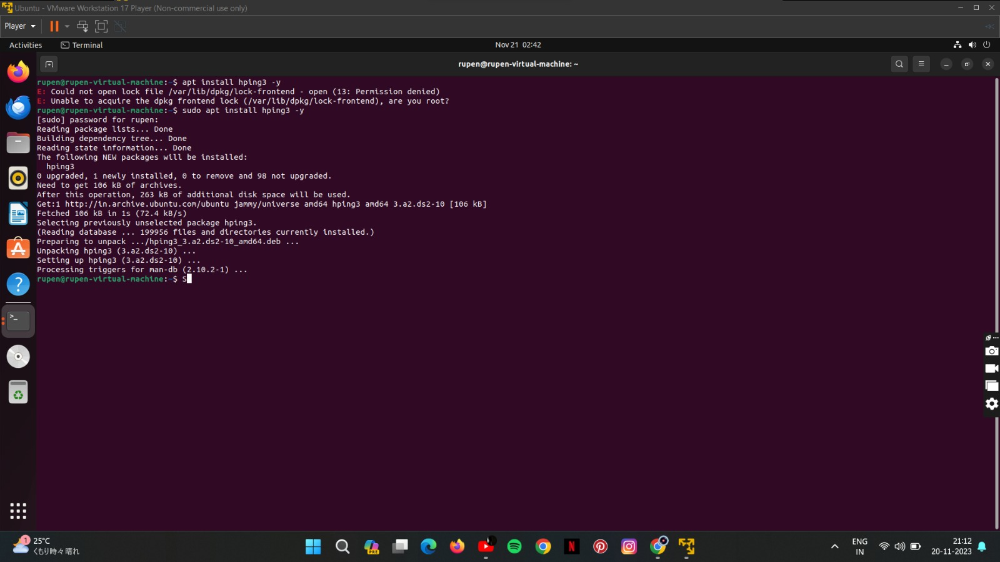 Ubuntu - VMware Workstation 17 Player (Non-commercial use only)
Player
Activities
Terminal
Nov 21 02:42
rupen@rupen-virtual-machine: ~
rupen@rupen-virtual-machine:~$ apt install hping3 -y
E: Could not open lock file /var/lib/dpkg/lock-frontend - open (13: Permission denied)
E: Unable to acquire the dpkg frontend lock (/var/lib/dpkg/lock-frontend), are you root?
rupen@rupen-virtual-machine:~$ sudo apt install hping3 -y
[sudo] password for rupen:
Reading package lists... Done
Building dependency tree... Done
Reading state information... Done
The following NEW packages will be installed:
  hping3
0 upgraded, 1 newly installed, 0 to remove and 98 not upgraded.
Need to get 106 kB of archives.
After this operation, 263 kB of additional disk space will be used.
Get:1 http://in.archive.ubuntu.com/ubuntu jammy/universe amd64 hping3 amd64 3.a2.ds2-10 [106 kB]
Fetched 106 kB in 1s (72.4 kB/s)
Selecting previously unselected package hping3.
(Reading database ... 199956 files and directories currently installed.)
Preparing to unpack .../hping3_3.a2.ds2-10_amd64.deb ...
Unpacking hping3 (3.a2.ds2-10) ...
Setting up hping3 (3.a2.ds2-10) ...
Processing triggers for man-db (2.10.2-1) ...
rupen@rupen-virtual-machine:~$ S
1
25°C
くもり時々晴れ
PRE
N
ENG
IN
21:12
20-11-2023